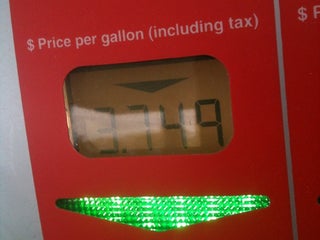 $ Price per gallon (including tax)
3.749